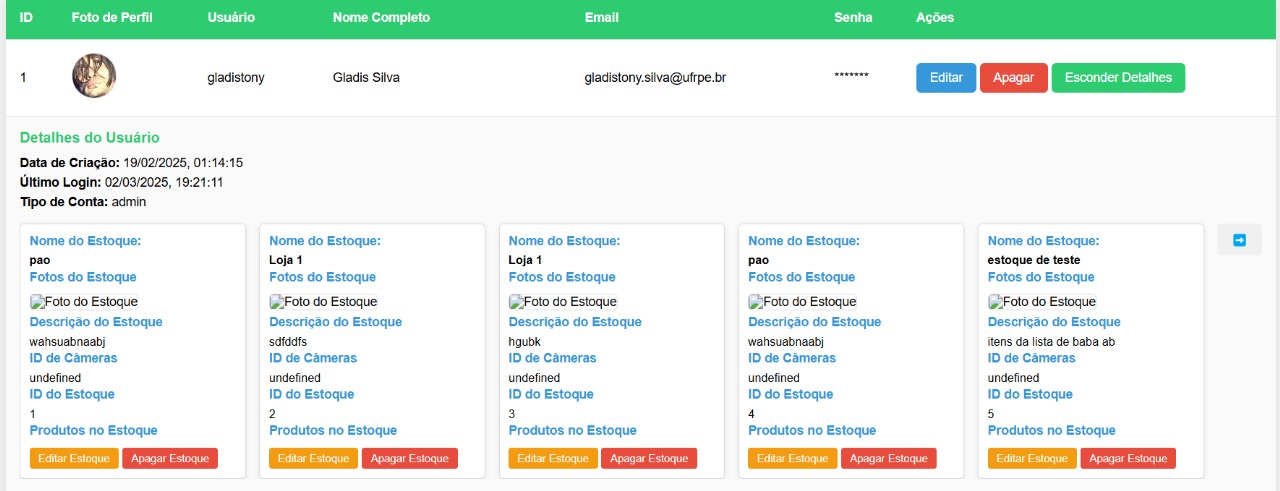 ID Foto de Perfil Usuário Nome Completo Email Senha Ações
1 gladistony Gladis Silva gladistony.silva@ufrpe.br ******* Editar Apagar Esconder Detalhes
Detalhes do Usuário
Data de Criação: 19/02/2025, 01:14:15
Último Login: 02/03/2025, 19:21:11
Tipo de Conta: admin
Nome do Estoque:
pao
Fotos do Estoque
Foto do Estoque
Descrição do Estoque
wahsuabnaabj
ID de Câmeras
undefined
ID do Estoque
1
Produtos no Estoque
Editar Estoque Apagar Estoque
Nome do Estoque:
Loja 1
Fotos do Estoque
Foto do Estoque
Descrição do Estoque
sdfddfs
ID de Câmeras
undefined
ID do Estoque
2
Produtos no Estoque
Editar Estoque Apagar Estoque
Nome do Estoque:
Loja 1
Fotos do Estoque
Foto do Estoque
Descrição do Estoque
hgubk
ID de Câmeras
undefined
ID do Estoque
3
Produtos no Estoque
Editar Estoque Apagar Estoque
Nome do Estoque:
pao
Fotos do Estoque
Foto do Estoque
Descrição do Estoque
wahsuabnaabj
ID de Câmeras
undefined
ID do Estoque
4
Produtos no Estoque
Editar Estoque Apagar Estoque
Nome do Estoque:
estoque de teste
Fotos do Estoque
Foto do Estoque
Descrição do Estoque
itens da lista de baba ab
ID de Câmeras
undefined
ID do Estoque
5
Produtos no Estoque
Editar Estoque Apagar Estoque